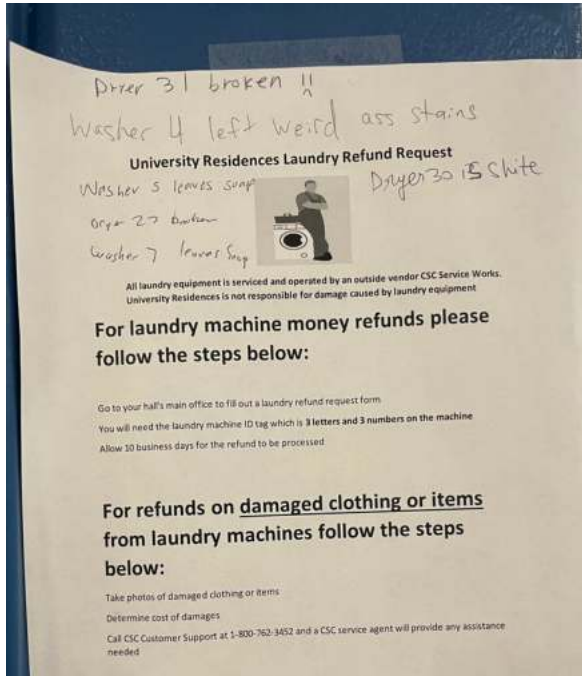 Dryer 31 broken !!
Washer 4 left weird ass stains
University Residences Laundry Refund Request
Washer 5 leaves soap
Dryer 30 is Shite
Dryer 27 broken
Washer 7 leaves Soap
All laundry equipment is serviced and operated by an outside vendor CSC Service Works.
University Residences is not responsible for damage caused by laundry equipment
For laundry machine money refunds please
follow the steps below:
Go to your hall's main office to fill out a laundry refund request form
You will need the laundry machine ID tag which is 3 letters and 3 numbers on the machine
Allow 10 business days for the refund to be processed
For refunds on damaged clothing or items
from laundry machines follow the steps
below:
Take photos of damaged clothing or items
Determine cost of damages
Call CSC Customer Support at 1-800-762-3452 and a CSC service agent will provide any assistance
needed